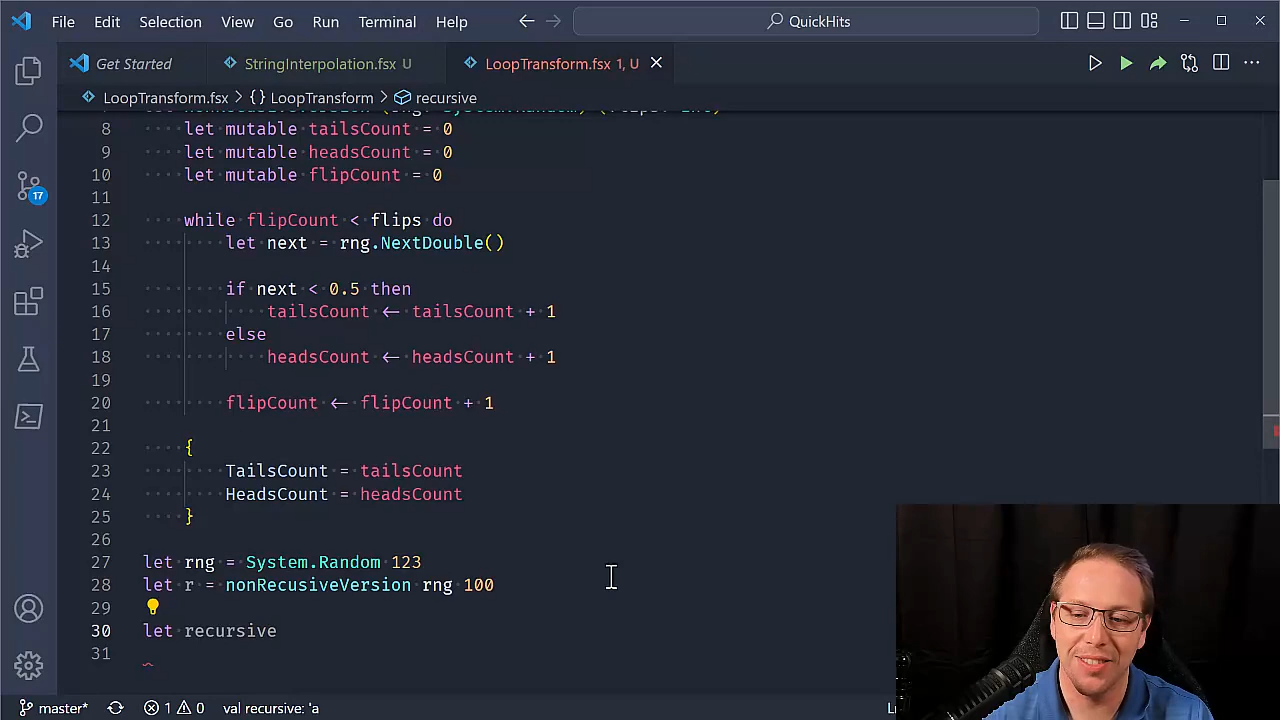 File Edit Selection View Go Run Terminal Help QuickHits
Get Started StringInterpolation.fsx U LoopTransform.fsx 1, U
LoopTransform.fsx > {} LoopTransform > recursive
8 let mutable tailsCount = 0
9 let mutable headsCount = 0
10 let mutable flipCount = 0
11
12 while flipCount < flips do
13 let next = rng.NextDouble()
14
15 if next < 0.5 then
16 tailsCount <- tailsCount + 1
17 else
18 headsCount <- headsCount + 1
19
20 flipCount <- flipCount + 1
21
22 {
23 TailsCount = tailsCount
24 HeadsCount = headsCount
25 }
26
27 let rng = System.Random 123
28 let r = nonRecusiveVersion rng 100
29
30 let recursive
31
17
master* 1 0 val recursive: 'a